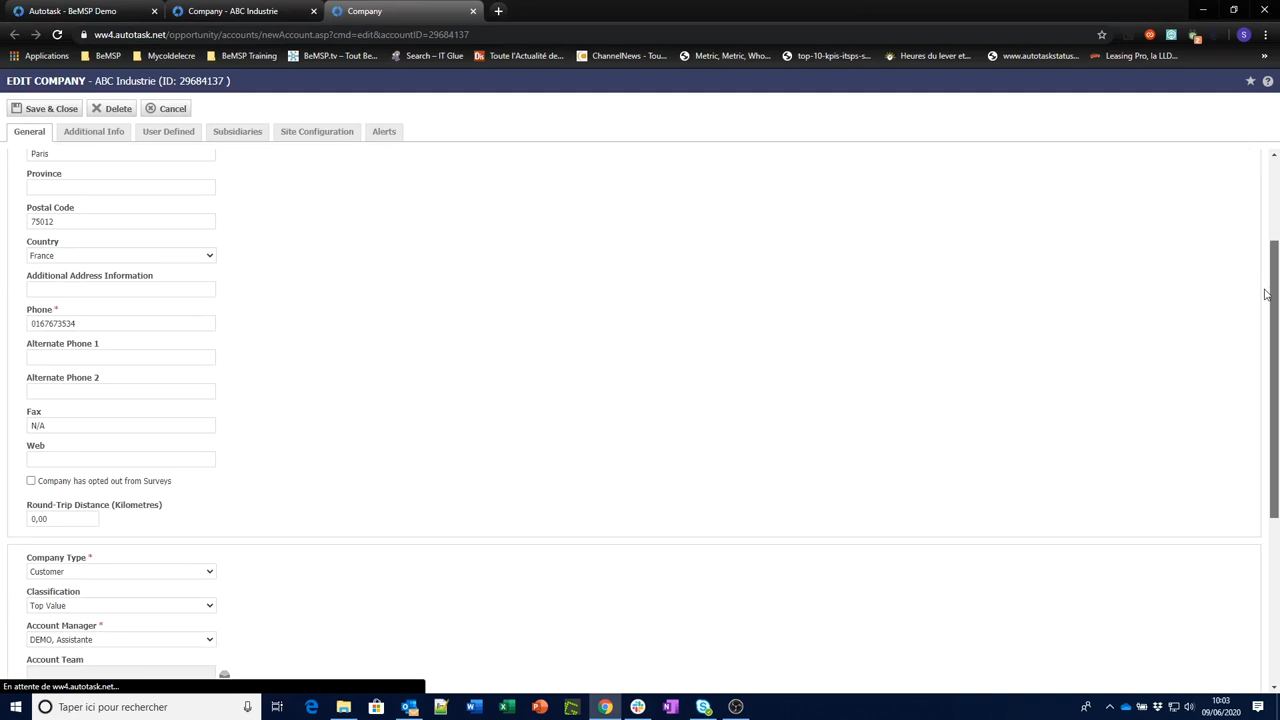 Autotask - BeMSP Demo
Company - ABC Industrie
Company
ww4.autotask.net/opportunity/accounts/newAccount.asp?cmd=edit&accountID=29684137
Applications
BeMSP
Mycoldelecre
BeMSP Training
BeMSP.tv – Tout Be...
Search – IT Glue
Toute l'Actualité de...
ChannelNews - Tou...
Metric, Metric, Who...
top-10-kpis-itsps-s...
Heures du lever et...
www.autotaskstatus...
Leasing Pro, la LLD...
EDIT COMPANY - ABC Industrie (ID: 29684137 )
Save & Close
Delete
Cancel
General
Additional Info
User Defined
Subsidiaries
Site Configuration
Alerts
Paris
Province
Postal Code
75012
Country
France
Additional Address Information
Phone *
0167673534
Alternate Phone 1
Alternate Phone 2
Fax
N/A
Web
Company has opted out from Surveys
Round-Trip Distance (Kilometres)
0,00
Company Type *
Customer
Classification
Top Value
Account Manager *
DEMO, Assistante
Account Team
En attente de ww4.autotask.net...
Taper ici pour rechercher
10:03
09/06/2020